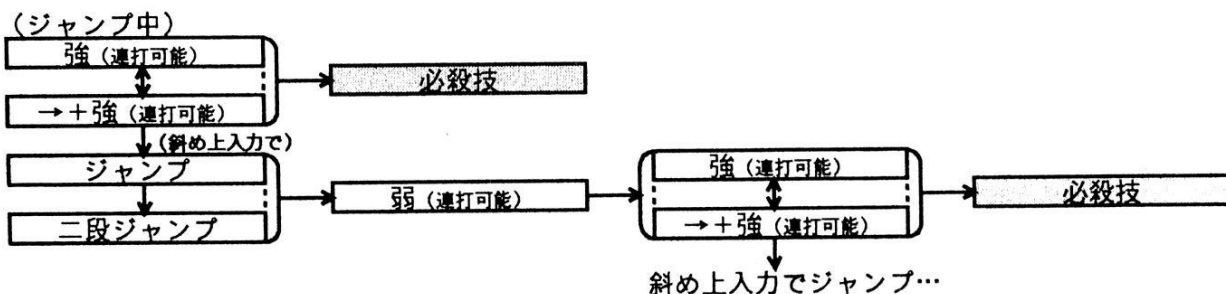 (ジャンプ中)
強(連打可能)
→+強(連打可能)
必殺技
(斜め上入力で)
ジャンプ
二段ジャンプ
弱(連打可能)
強(連打可能)
→+強(連打可能)
必殺技
斜め上入力でジャンプ…